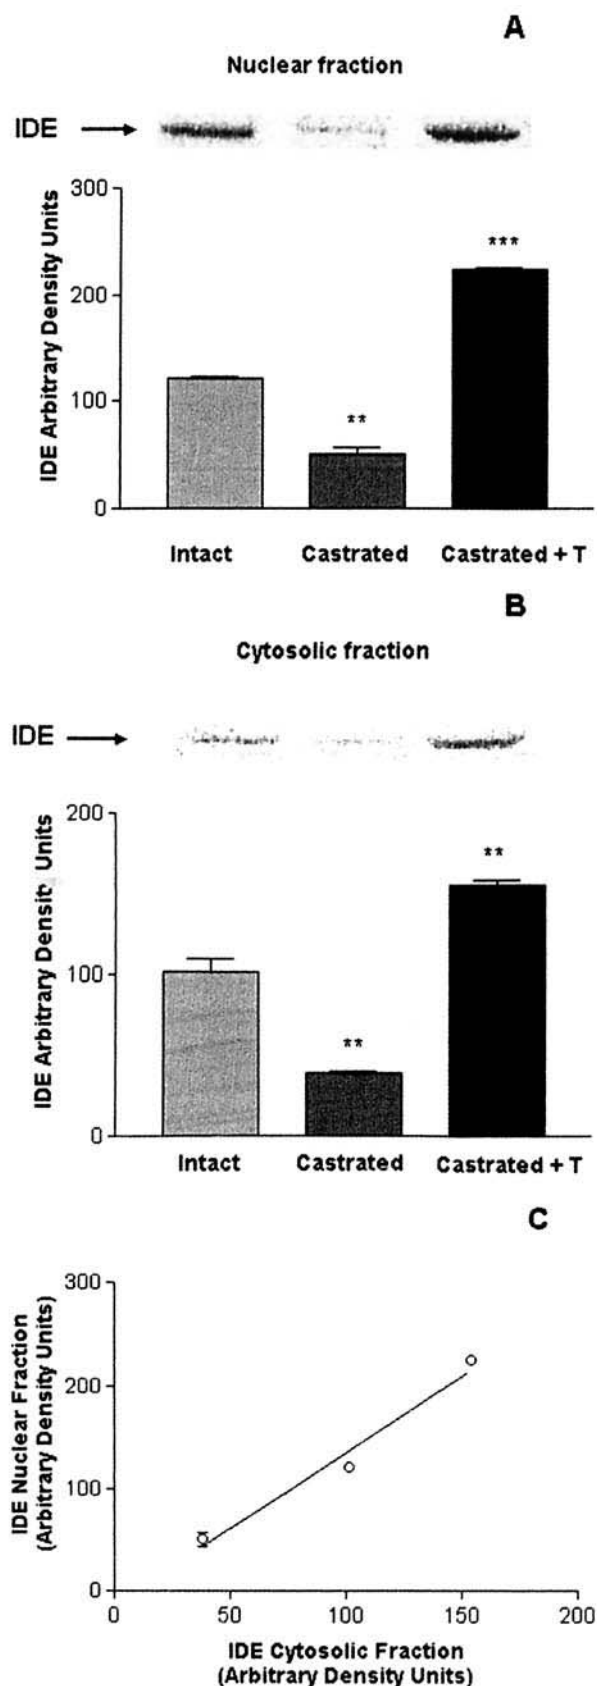 A
Nuclear fraction
IDE
300
200
100
0
IDE Arbitrary Density Units
**
***
Intact Castrated Castrated + T
B
Cytosolic fraction
IDE
200
100
0
IDE Arbitrary Density Units
**
**
Intact Castrated Castrated + T
C
300
200
100
0
IDE Nuclear Fraction
(Arbitrary Density Units)
0 50 100 150 200
IDE Cytosolic Fraction
(Arbitrary Density Units)